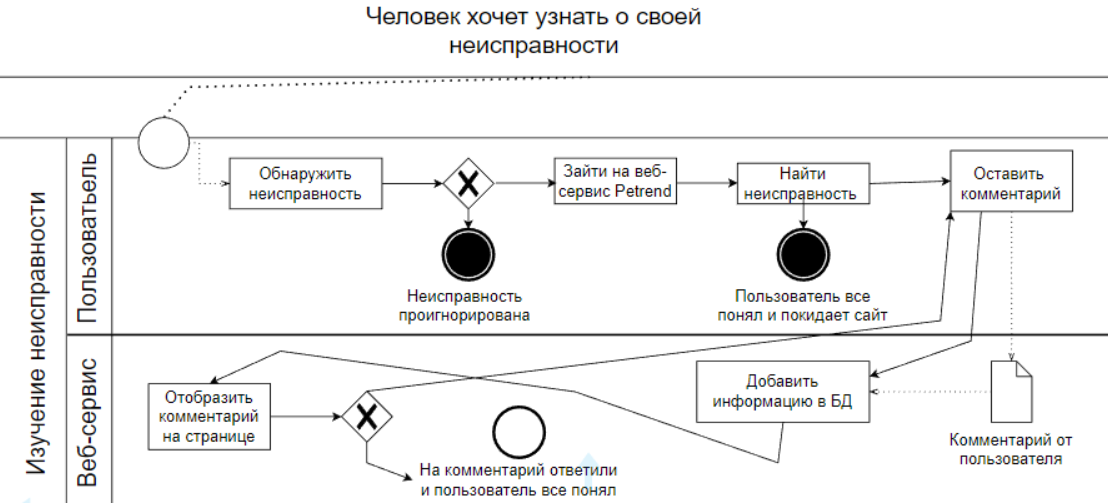 Человек хочет узнать о своей
неисправности
Изучение неисправности
Пользователь
Обнаружить
неисправность
Зайти на веб-
сервис Petrend
Найти
неисправность
Оставить
комментарий
Неисправность
проигнорирована
Пользователь все
понял и покидает сайт
Веб-сервис
Отобразить
комментарий
на странице
На комментарий ответили
и пользователь все понял
Добавить
информацию в БД
Комментарий от
пользователя